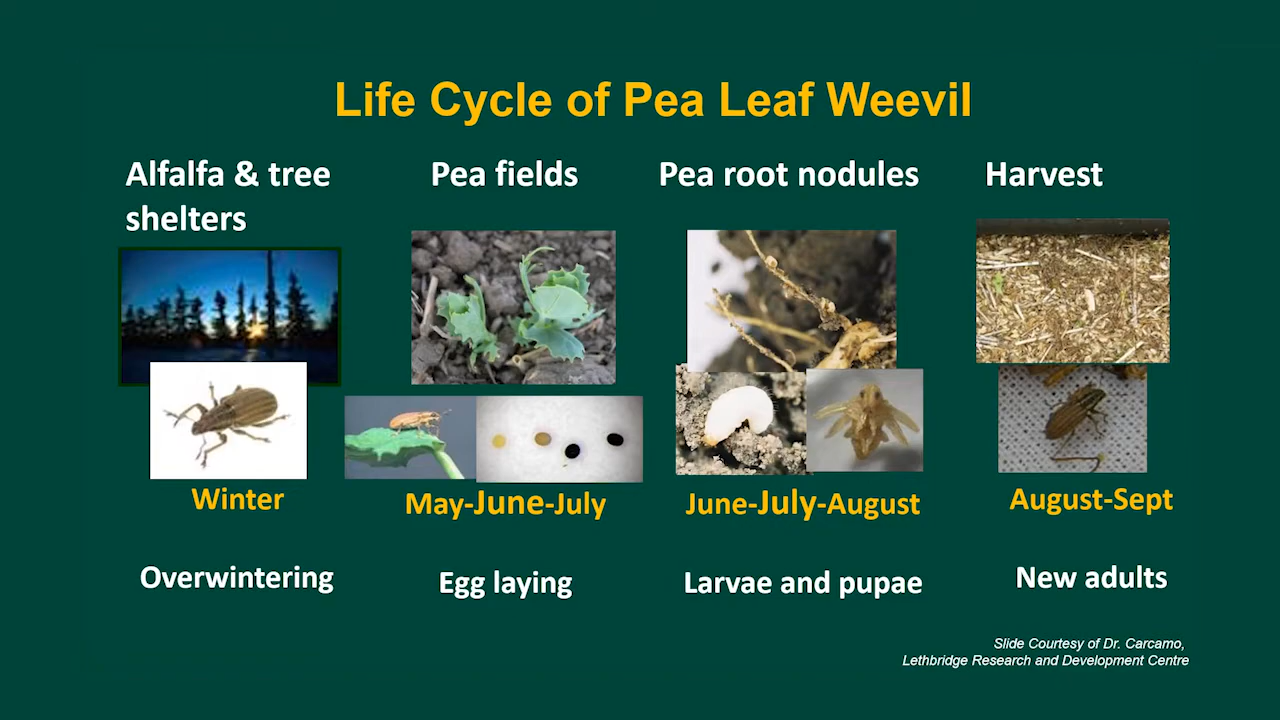 Life Cycle of Pea Leaf Weevil
Alfalfa & tree
shelters
Pea fields
Pea root nodules
Harvest
Winter
May-June-July
June-July-August
August-Sept
Overwintering
Egg laying
Larvae and pupae
New adults
Slide Courtesy of Dr. Carcamo,
Lethbridge Research and Development Centre